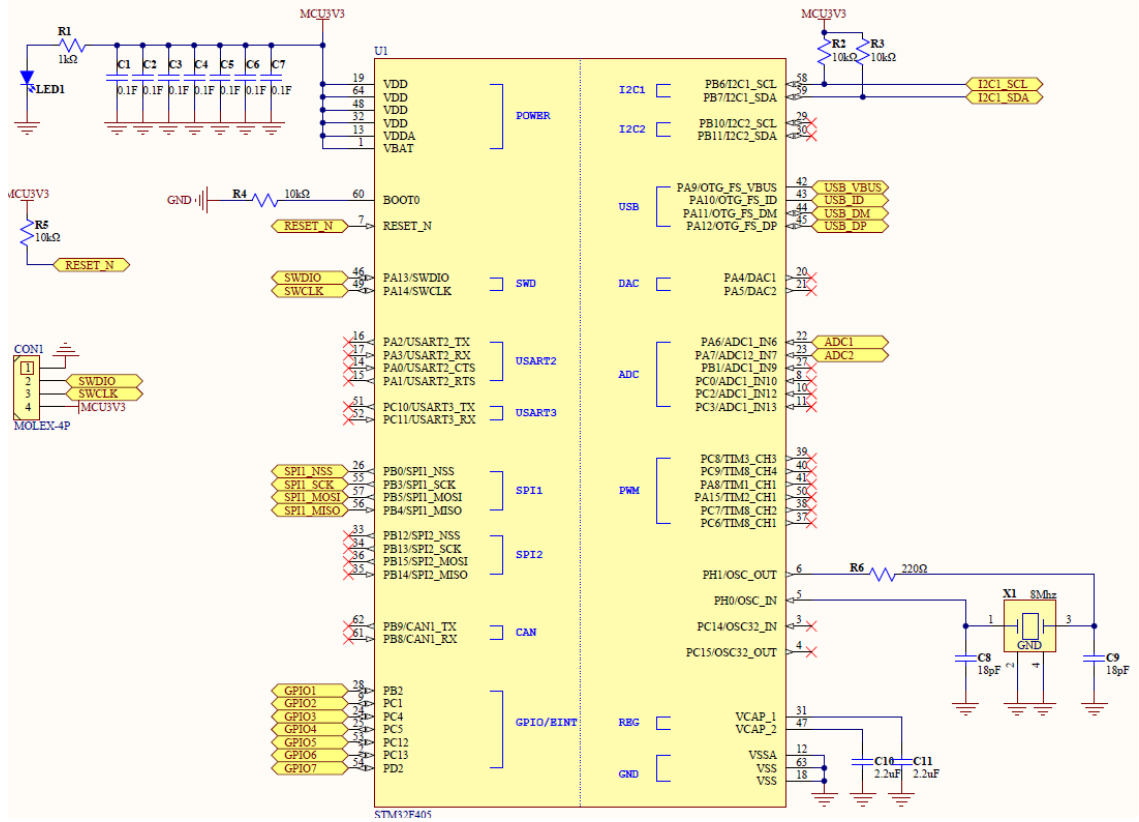 MCU3V3
R1
1kΩ
LED1
C1 C2 C3 C4 C5 C6 C7
0.1F 0.1F 0.1F 0.1F 0.1F 0.1F 0.1F
MCU3V3
R5
10kΩ
RESET_N
CON1
1
2 SWDIO
3 SWCLK
4 MCU3V3
MOLEX-4P
U1
19 VDD
64 VDD
48 VDD
32 VDD
13 VDDA
1 VBAT
POWER
GND R4 10kΩ 60 BOOT0
RESET_N 7 RESET_N
SWDIO 46 PA13/SWDIO
SWCLK 49 PA14/SWCLK
SWD
16 PA2/USART2_TX
17 PA3/USART2_RX
14 PA0/USART2_CTS
15 PA1/USART2_RTS
USART2
51 PC10/USART3_TX
52 PC11/USART3_RX
USART3
SPI1_NSS 26 PB0/SPI1_NSS
SPI1_SCK 55 PB3/SPI1_SCK
SPI1_MOSI 57 PB5/SPI1_MOSI
SPI1_MISO 56 PB4/SPI1_MISO
SPI1
33 PB12/SPI2_NSS
34 PB13/SPI2_SCK
36 PB15/SPI2_MOSI
35 PB14/SPI2_MISO
SPI2
62 PB9/CAN1_TX
61 PB8/CAN1_RX
CAN
GPIO1 28 PB2
GPIO2 9 PC1
GPIO3 24 PC4
GPIO4 25 PC5
GPIO5 53 PC12
GPIO6 2 PC13
GPIO7 54 PD2
GPIO/EINT
STM32F405
MCU3V3
R2 R3
10kΩ 10kΩ
I2C1
PB6/I2C1_SCL 58 I2C1_SCL
PB7/I2C1_SDA 59 I2C1_SDA
I2C2
PB10/I2C2_SCL 29
PB11/I2C2_SDA 30
USB
PA9/OTG_FS_VBUS 42 USB_VBUS
PA10/OTG_FS_ID 43 USB_ID
PA11/OTG_FS_DM 44 USB_DM
PA12/OTG_FS_DP 45 USB_DP
DAC
PA4/DAC1 20
PA5/DAC2 21
ADC
PA6/ADC1_IN6 22 ADC1
PA7/ADC12_IN7 23 ADC2
PB1/ADC1_IN9 27
PC0/ADC1_IN10 8
PC2/ADC1_IN12 10
PC3/ADC1_IN13 11
PWM
PC8/TIM3_CH3 39
PC9/TIM8_CH4 40
PA8/TIM1_CH1 41
PA15/TIM2_CH1 50
PC7/TIM8_CH2 38
PC6/TIM8_CH1 37
PH1/OSC_OUT 6 R6 220Ω
PH0/OSC_IN 5
PC14/OSC32_IN 3
PC15/OSC32_OUT 4
X1 8Mhz
1 3
GND
2 4
C8
18pF
C9
18pF
REG
VCAP_1 31
VCAP_2 47
GND
VSSA 12
VSS 63
VSS 18
C10 C11
2.2uF 2.2uF